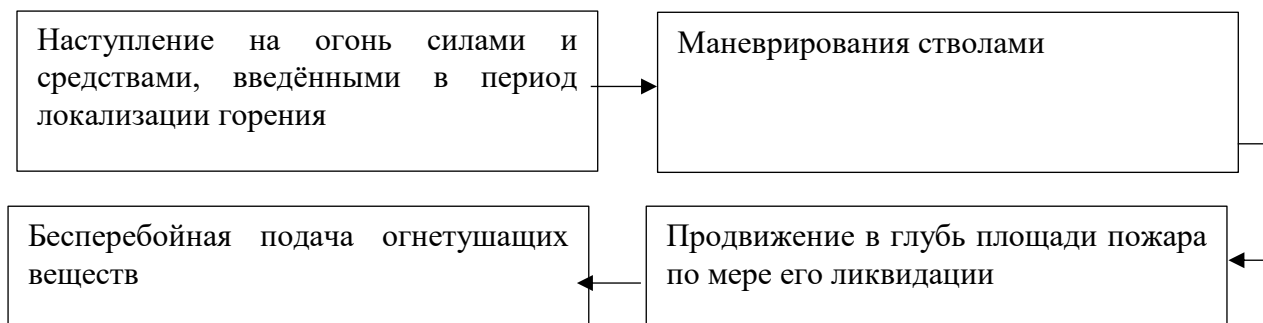 Наступление на огонь силами и
средствами, введёнными в период
локализации горения
Маневрирования стволами
Продвижение в глубь площади пожара
по мере его ликвидации
Бесперебойная подача огнетушащих
веществ